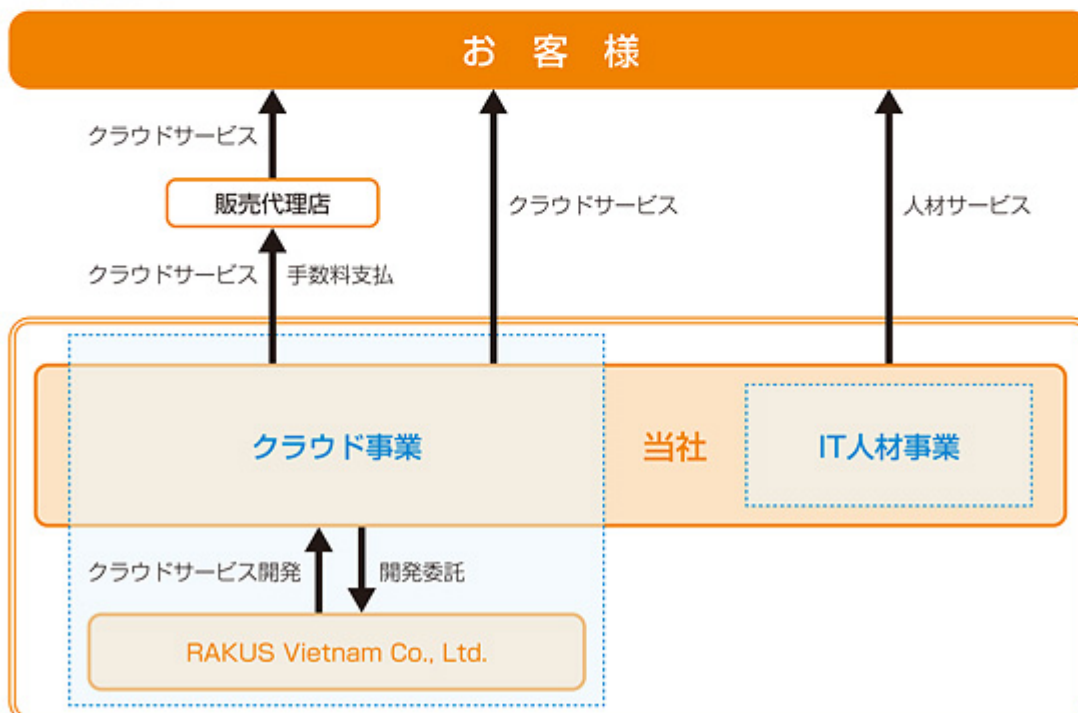 お客様
クラウドサービス
販売代理店
クラウドサービス
人材サービス
クラウドサービス 手数料支払
クラウド事業
当社
IT人材事業
クラウドサービス開発
開発委託
RAKUS Vietnam Co., Ltd.